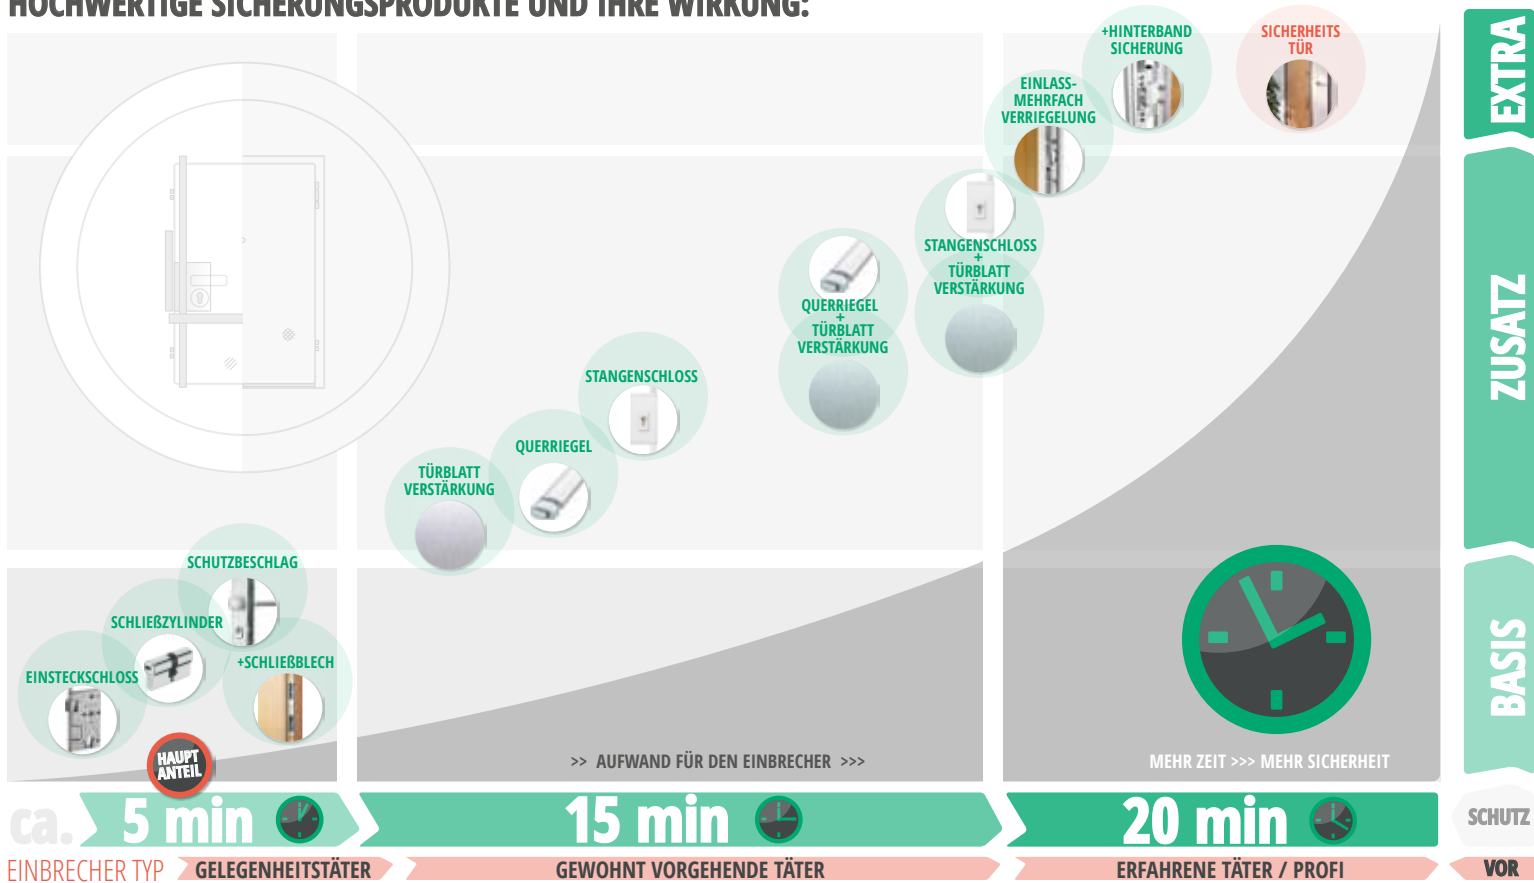 HOCHWERTIGE SICHERUNGSPRODUKTE UND IHRE WIRKUNG:
+HINTERBAND
SICHERUNG
SICHERHEITS
TÜR
EINLASS-
MEHRFACH
VERRIEGELUNG
STANGENSCHLOSS
+
TÜRBLATT
VERSTÄRKUNG
QUERRIEGEL
+
TÜRBLATT
VERSTÄRKUNG
STANGENSCHLOSS
QUERRIEGEL
TÜRBLATT
VERSTÄRKUNG
SCHUTZBESCHLAG
SCHLIEßZYLINDER
+SCHLIEßBLECH
EINSTECKSCHLOSS
HAUPT
ANTEIL
>> AUFWAND FÜR DEN EINBRECHER >>>
MEHR ZEIT >>> MEHR SICHERHEIT
EXTRA
ZUSATZ
BASIS
ca. 5 min 15 min 20 min
SCHUTZ
EINBRECHER TYP GELEGENHEITSTÄTER GEWOHNT VORGEHENDE TÄTER ERFAHRENE TÄTER / PROFI VOR